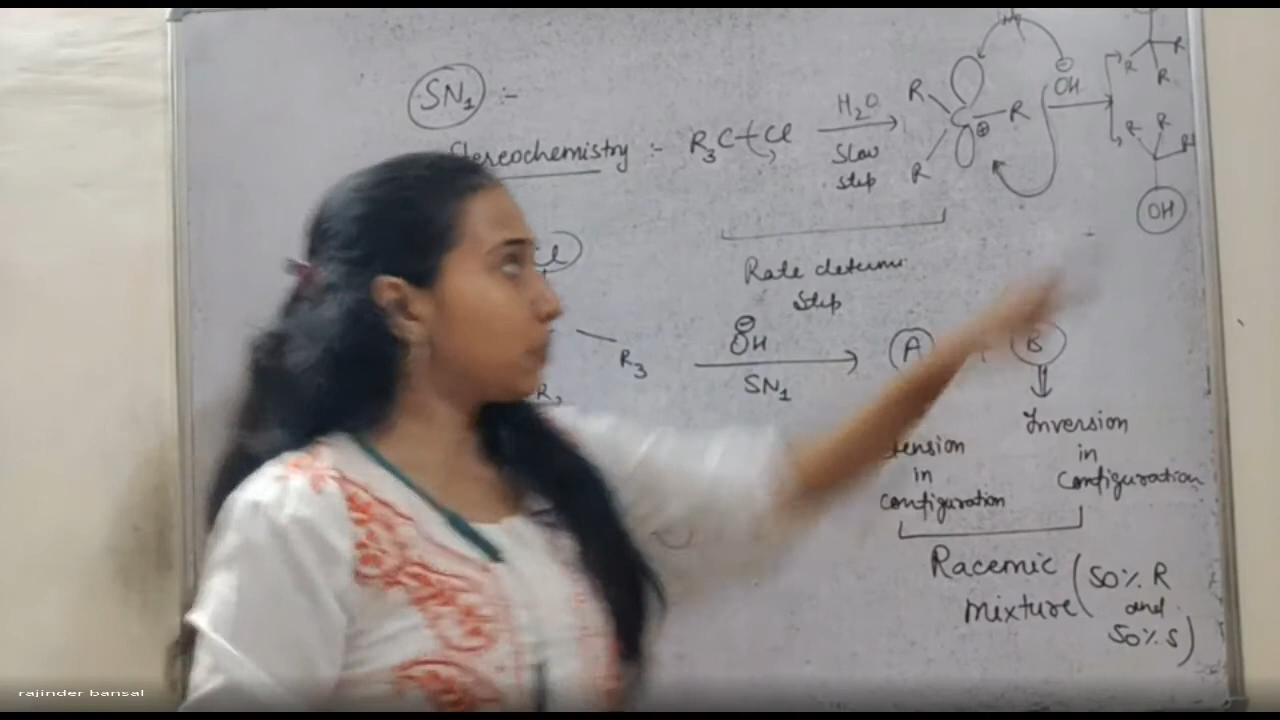 SN1 :-
Stereochemistry :- R3C-Cl
H2O
Slow
step
R
R
R
C
⊕
⊖
OH
R
R
R
R
OH
Rate determi
Step
R3
⊖
OH
SN1
A
B
Inversion
in
Configuration
in
Configuration
Racemic
Mixture
(50% R
and
50% S)
rajinder bansal